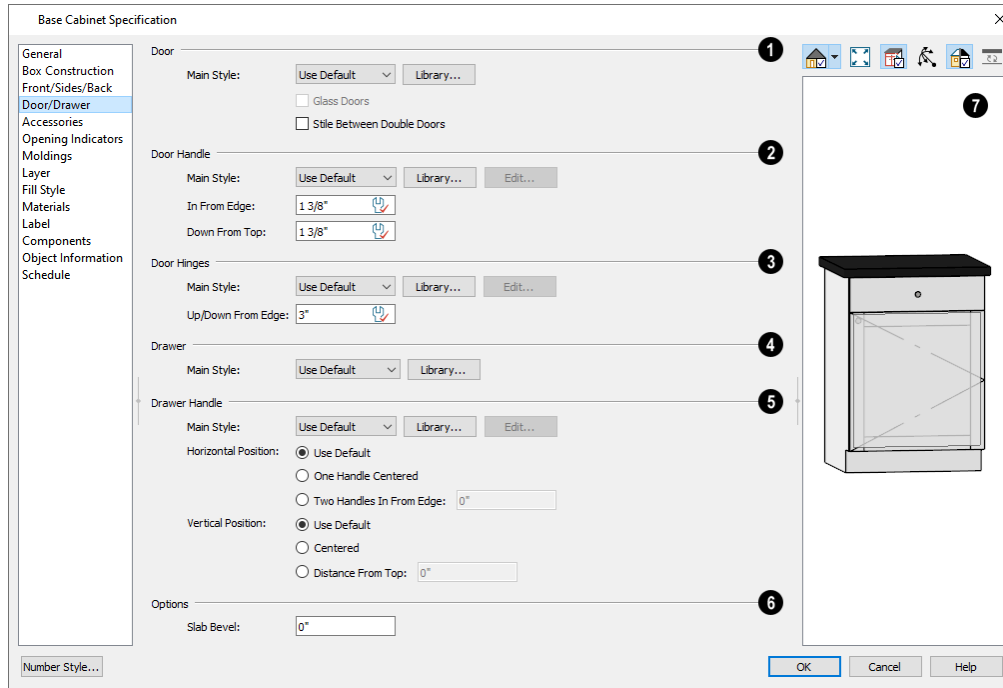 Base Cabinet Specification
General
Box Construction
Front/Sides/Back
Door/Drawer
Accessories
Opening Indicators
Moldings
Layer
Fill Style
Materials
Label
Components
Object Information
Schedule
Door 1
Main Style: Use Default Library...
Glass Doors
Stile Between Double Doors
Door Handle 2
Main Style: Use Default Library... Edit...
In From Edge: 1 3/8"
Down From Top: 1 3/8"
Door Hinges 3
Main Style: Use Default Library... Edit...
Up/Down From Edge: 3"
Drawer 4
Main Style: Use Default Library...
Drawer Handle 5
Main Style: Use Default Library... Edit...
Horizontal Position: Use Default
One Handle Centered
Two Handles In From Edge: 0"
Vertical Position: Use Default
Centered
Distance From Top: 0"
Options 6
Slab Bevel: 0"
7
Number Style... OK Cancel Help